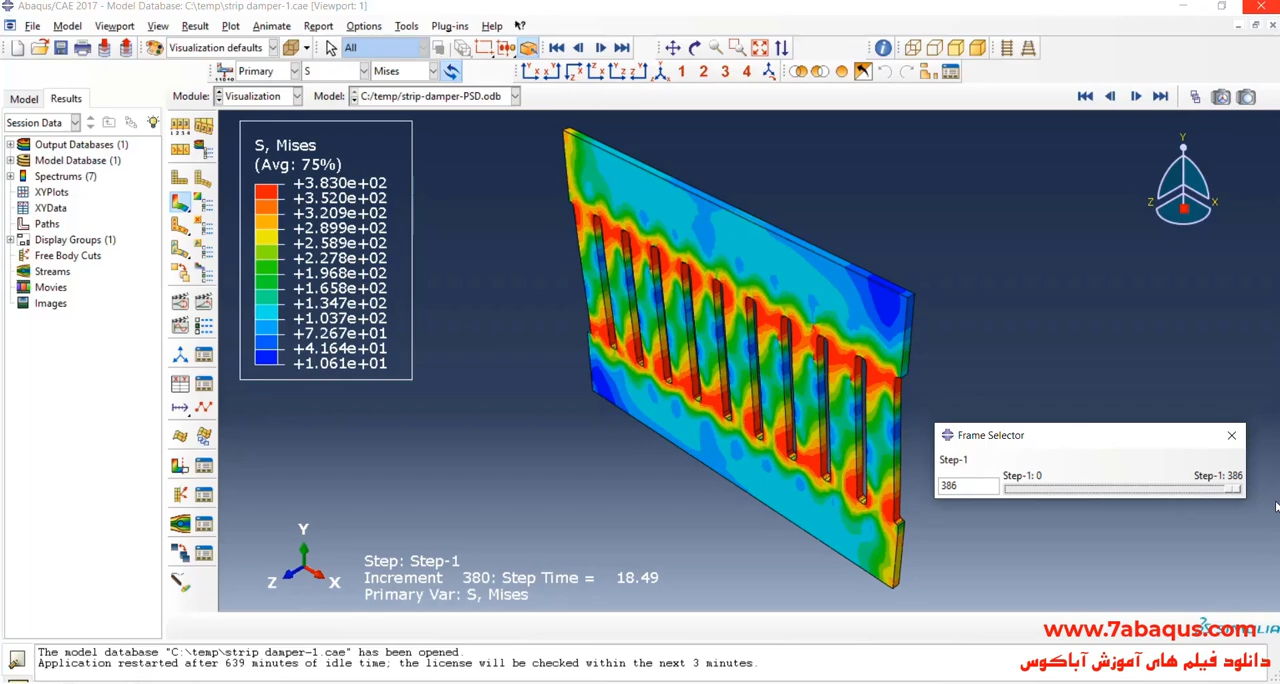 Abaqus/CAE 2017 - Model Database: C:\temp\strip damper-1.cae [Viewport: 1]
File Model Viewport View Result Plot Animate Report Options Tools Plug-ins Help
Visualization defaults All
Primary S Mises 1 2 3 4
Model Results Module: Visualization Model: C:/temp/strip-damper-PSD.odb
Session Data
Output Databases (1)
Model Database (1)
Spectrums (7)
XYPlots
XYData
Paths
Display Groups (1)
Free Body Cuts
Streams
Movies
Images
S, Mises
(Avg: 75%)
+3.830e+02
+3.520e+02
+3.209e+02
+2.899e+02
+2.589e+02
+2.278e+02
+1.968e+02
+1.658e+02
+1.347e+02
+1.037e+02
+7.267e+01
+4.164e+01
+1.061e+01
Y
Z X
Frame Selector
Step-1
Step-1: 0 Step-1: 386
386
Y
Z X
Step: Step-1
Increment 380: Step Time = 18.49
Primary Var: S, Mises
www.7abaqus.com
دانلود فیلم های آموزش آباکوس
The model database "C:\temp\strip damper-1.cae" has been opened.
Application restarted after 639 minutes of idle time; the license will be checked within the next 3 minutes.